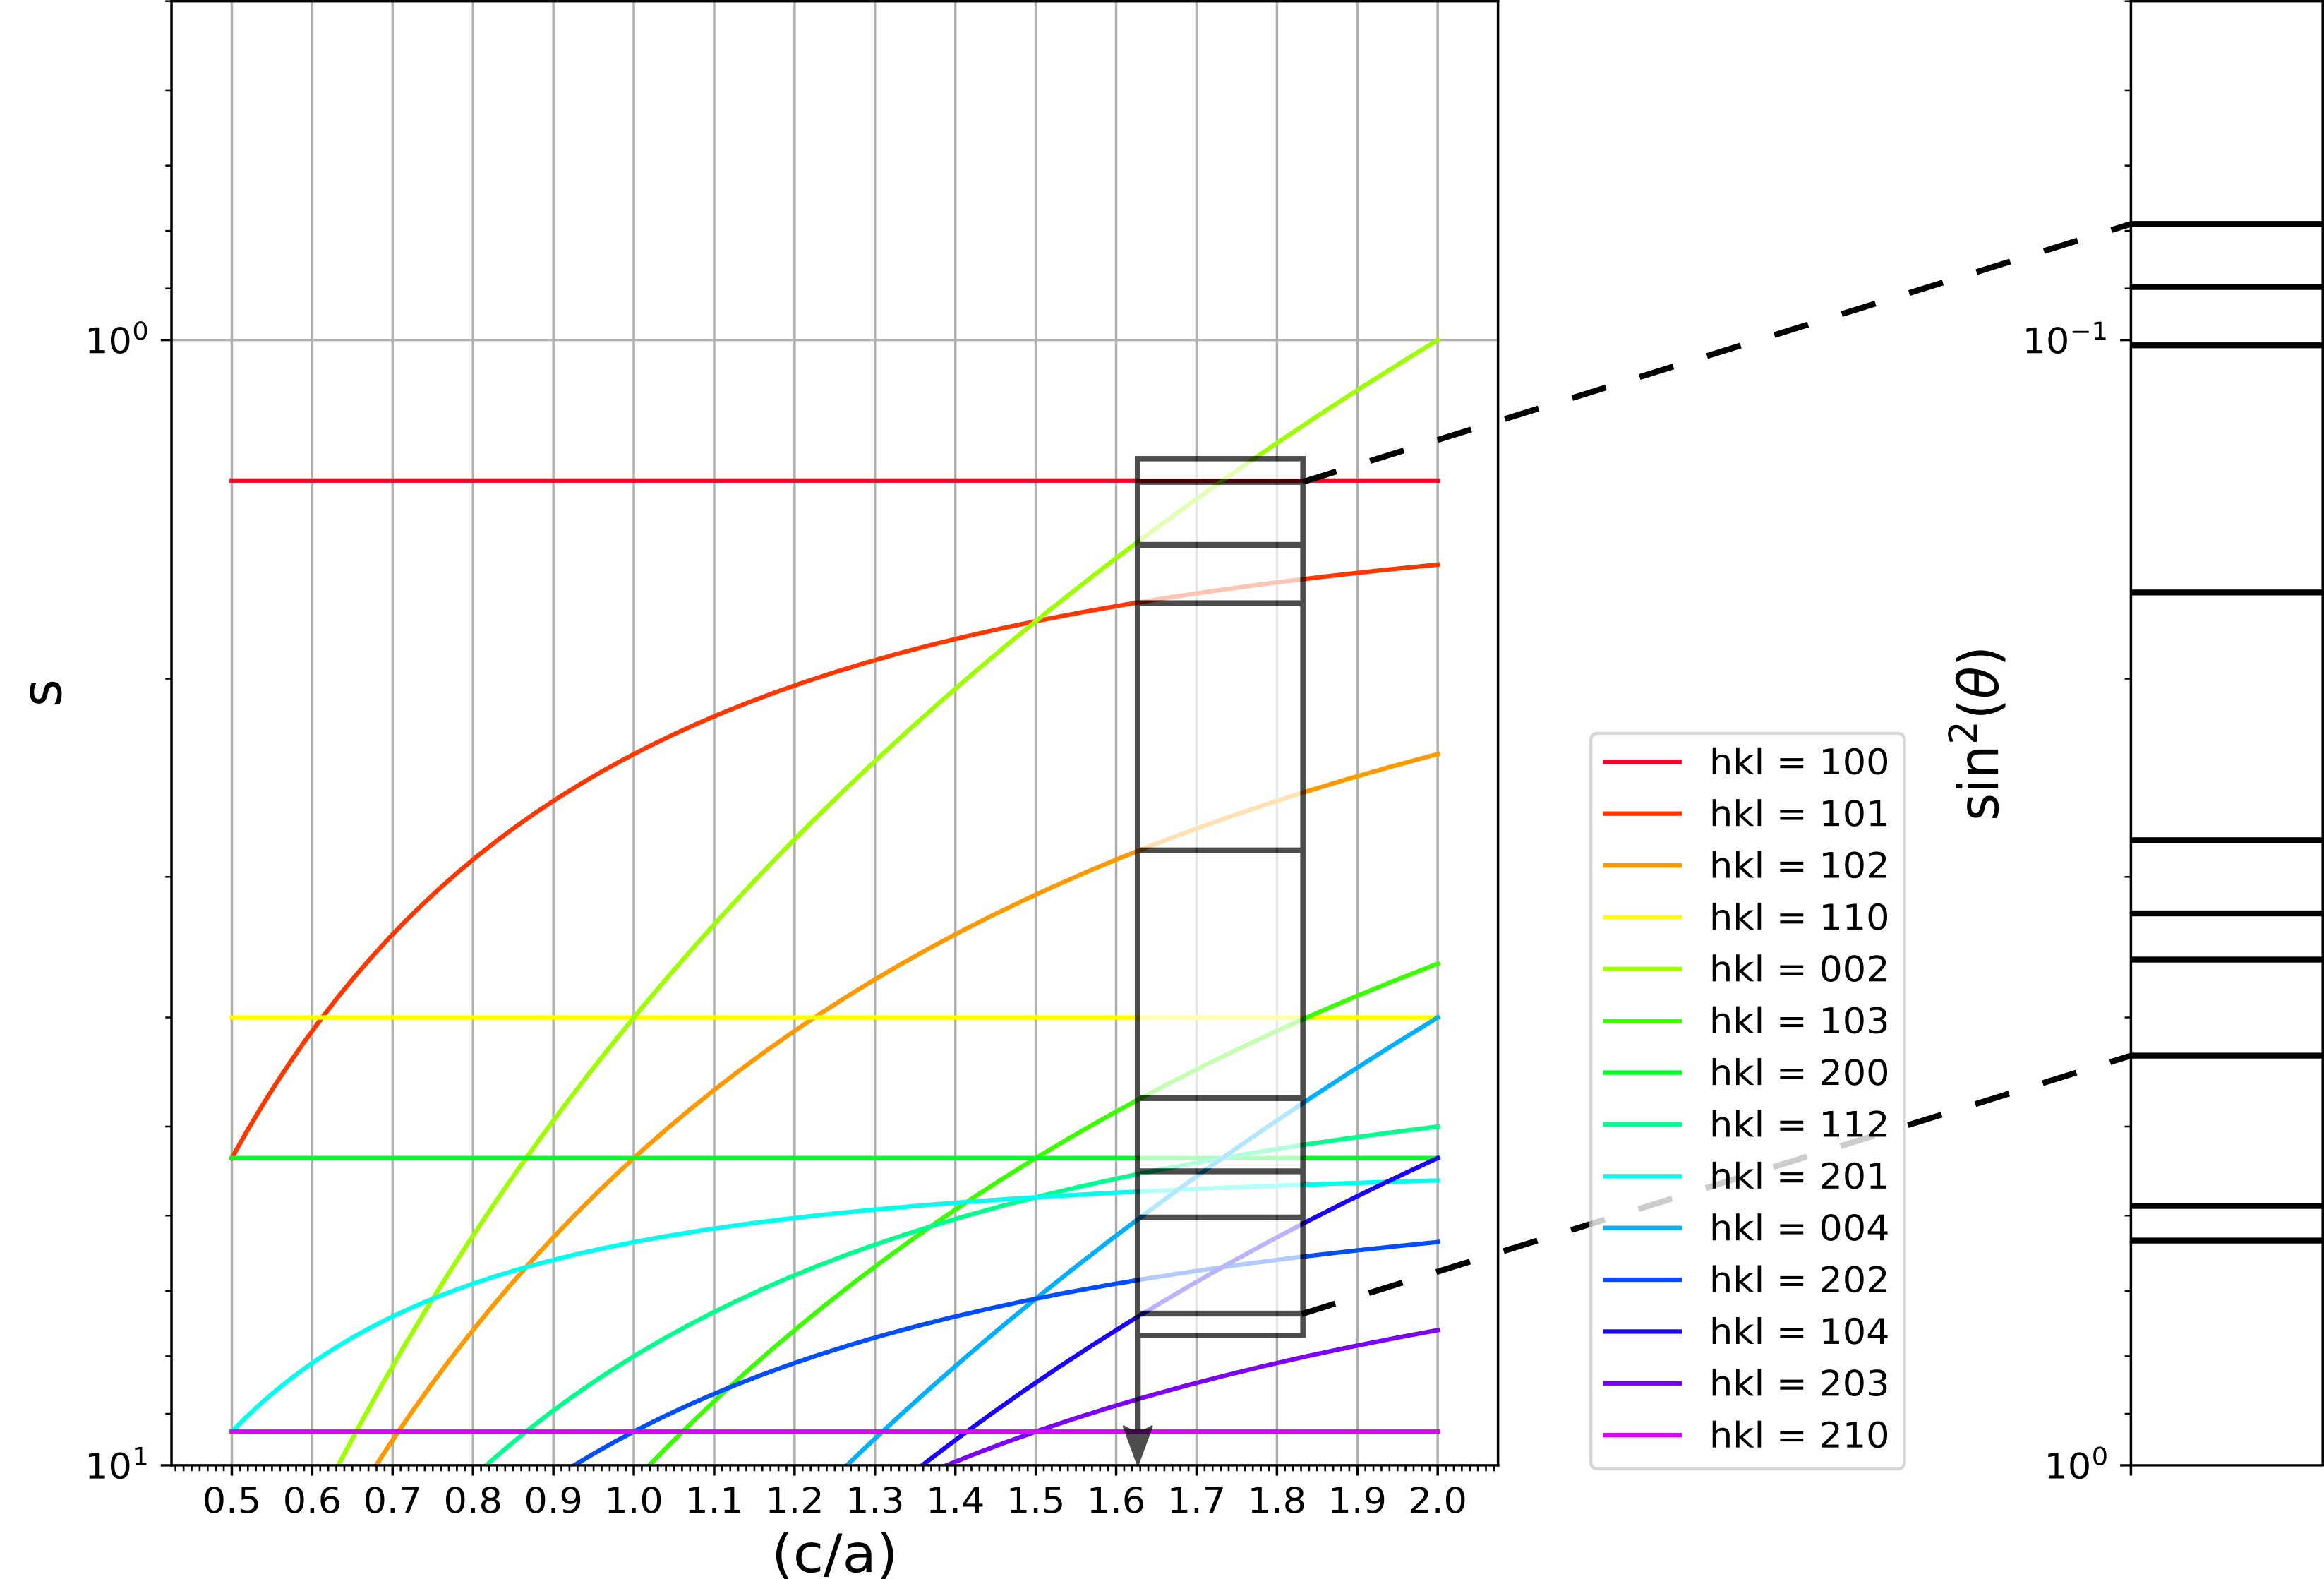 s
10⁰
10¹
0.5 0.6 0.7 0.8 0.9 1.0 1.1 1.2 1.3 1.4 1.5 1.6 1.7 1.8 1.9 2.0
(c/a)
hkl = 100
hkl = 101
hkl = 102
hkl = 110
hkl = 002
hkl = 103
hkl = 200
hkl = 112
hkl = 201
hkl = 004
hkl = 202
hkl = 104
hkl = 203
hkl = 210
sin²(θ)
10⁻¹
10⁰